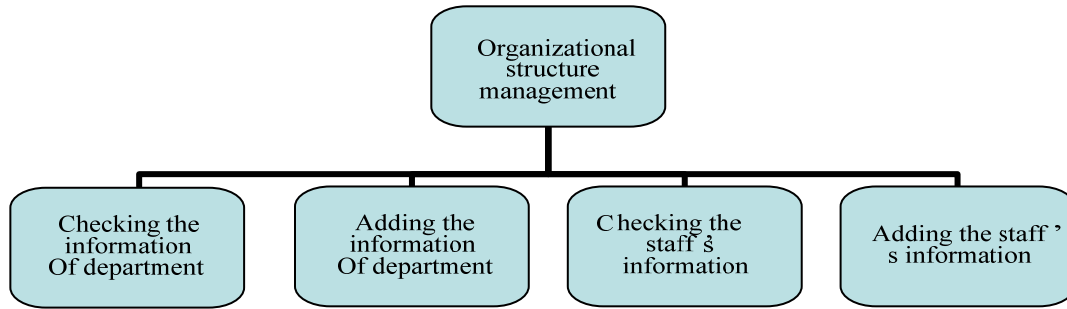 Organizational
structure
management
Checking the
information
Of department
Adding the
information
Of department
Checking the
staff’s
information
Adding the staff ’
s information